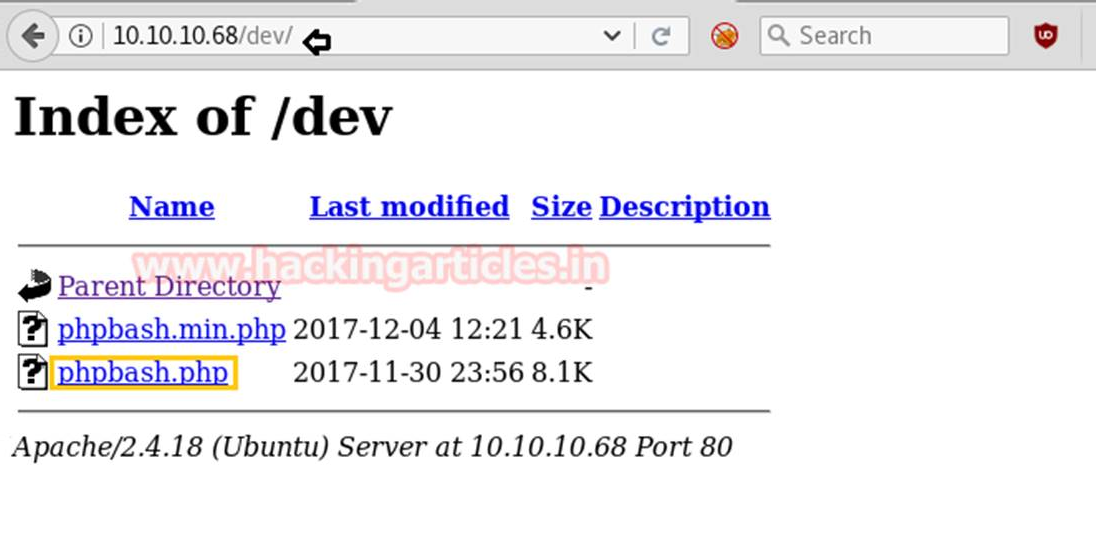 10.10.10.68/dev/
Search
Index of /dev
Name Last modified Size Description
www.hackingarticles.in
Parent Directory -
phpbash.min.php 2017-12-04 12:21 4.6K
phpbash.php 2017-11-30 23:56 8.1K
Apache/2.4.18 (Ubuntu) Server at 10.10.10.68 Port 80